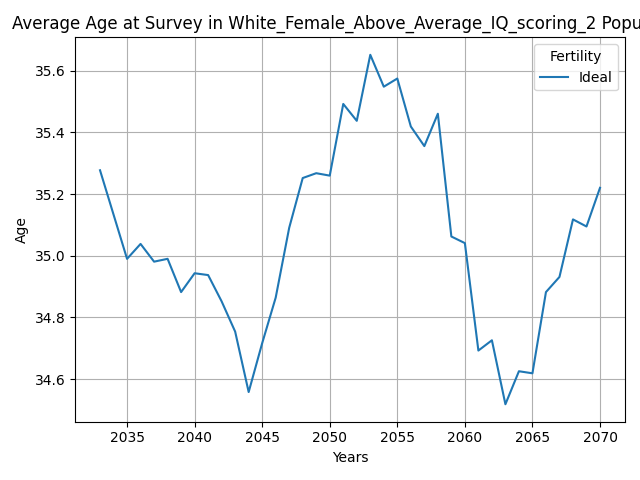 Average Age at Survey in White_Female_Above_Average_IQ_scoring_2 Popu
Fertility
Ideal
Age
35.6
35.4
35.2
35.0
34.8
34.6
2035 2040 2045 2050 2055 2060 2065 2070
Years